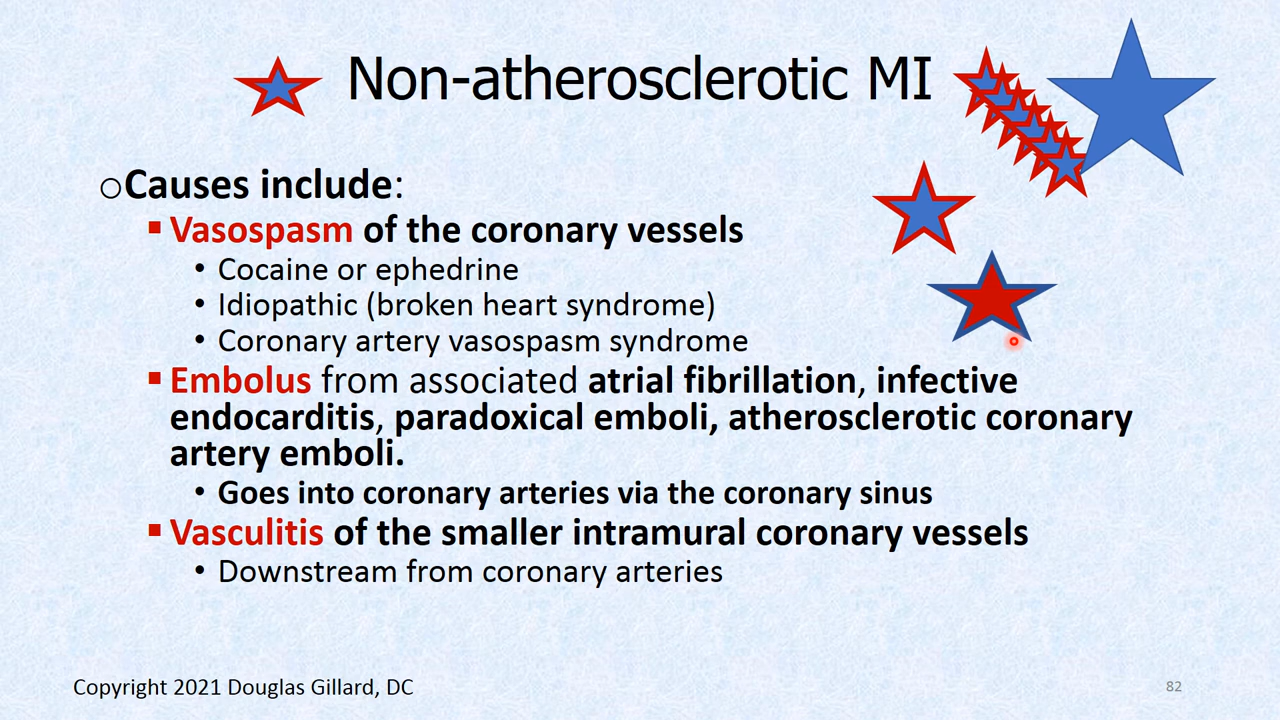 Non-atherosclerotic MI
Causes include:
Vasospasm of the coronary vessels
• Cocaine or ephedrine
• Idiopathic (broken heart syndrome)
• Coronary artery vasospasm syndrome
Embolus from associated atrial fibrillation, infective
endocarditis, paradoxical emboli, atherosclerotic coronary
artery emboli.
• Goes into coronary arteries via the coronary sinus
Vasculitis of the smaller intramural coronary vessels
• Downstream from coronary arteries
Copyright 2021 Douglas Gillard, DC
82